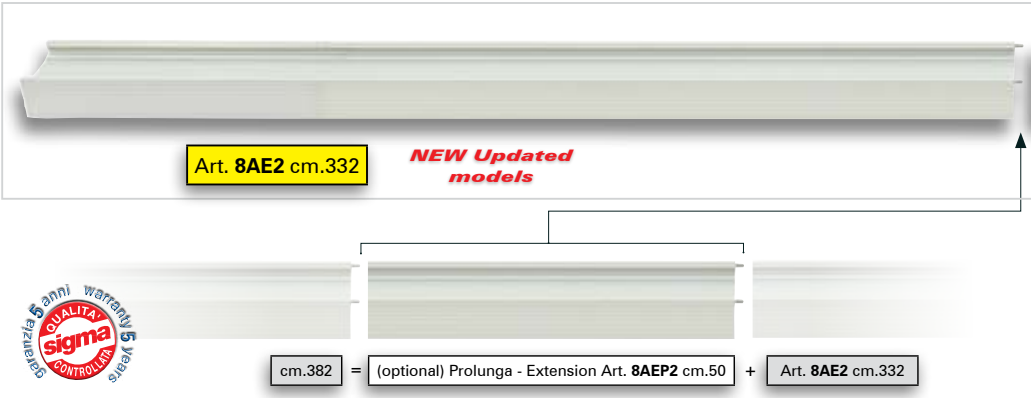 Art. 8AE2 cm.332
NEW Updated
models
garanzia 5 anni warranty 5 years
QUALITA'
sigma
CONTROLLATA
cm.382 = (optional) Prolunga - Extension Art. 8AEP2 cm.50 + Art. 8AE2 cm.332